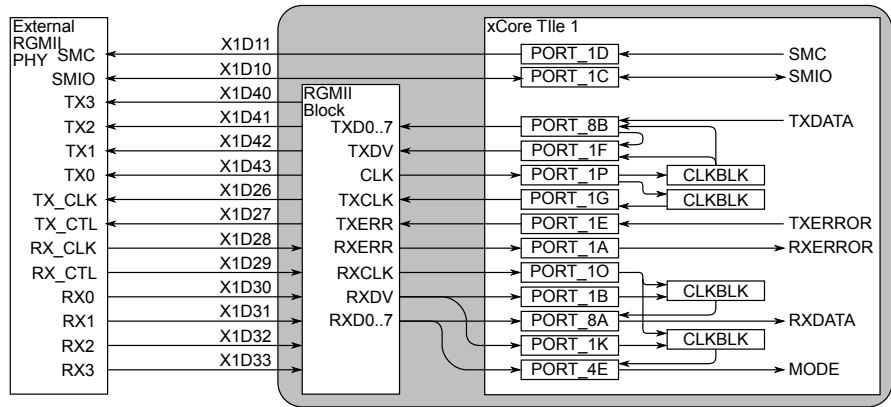 External
RGMII
PHY
SMC
SMIO
TX3
TX2
TX1
TX0
TX_CLK
TX_CTL
RX_CLK
RX_CTL
RX0
RX1
RX2
RX3
X1D11
X1D10
X1D40
X1D41
X1D42
X1D43
X1D26
X1D27
X1D28
X1D29
X1D30
X1D31
X1D32
X1D33
RGMII
Block
TXD0..7
TXDV
CLK
TXCLK
TXERR
RXERR
RXCLK
RXDV
RXD0..7
xCore TIle 1
PORT_1D
PORT_1C
PORT_8B
PORT_1F
PORT_1P
PORT_1G
PORT_1E
PORT_1A
PORT_1O
PORT_1B
PORT_8A
PORT_1K
PORT_4E
CLKBLK
CLKBLK
CLKBLK
CLKBLK
SMC
SMIO
TXDATA
TXERROR
RXERROR
RXDATA
MODE